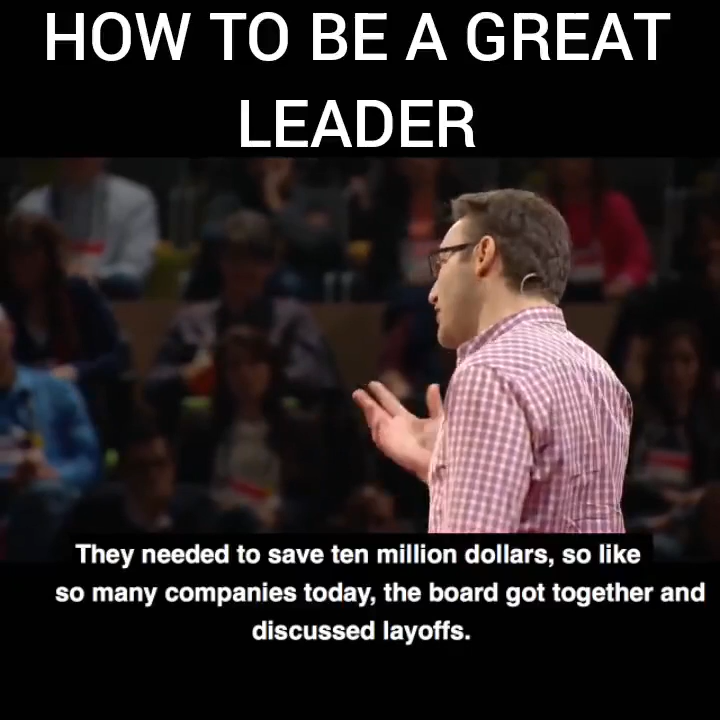 HOW TO BE A GREAT
LEADER
They needed to save ten million dollars, so like
so many companies today, the board got together and
discussed layoffs.